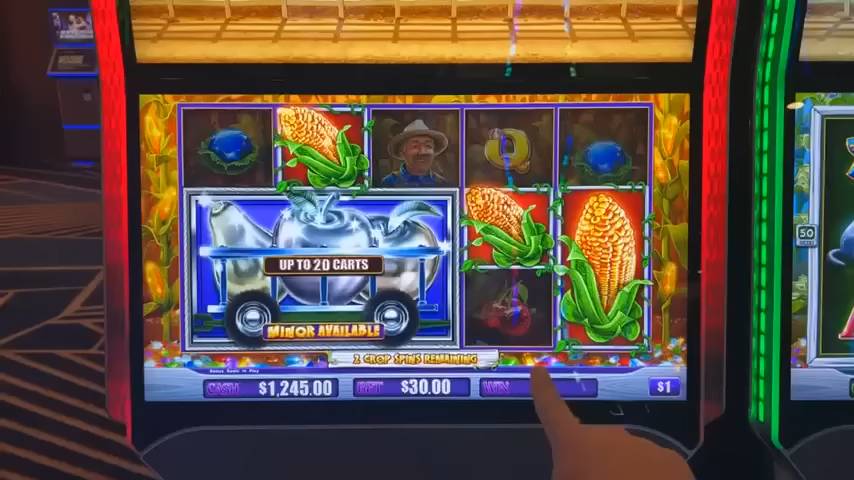 Q
UP TO 20 CARTS
MINOR AVAILABLE
2 CROP SPINS REMAINING
CASH $1,245.00 BET $30.00 WIN $1
50